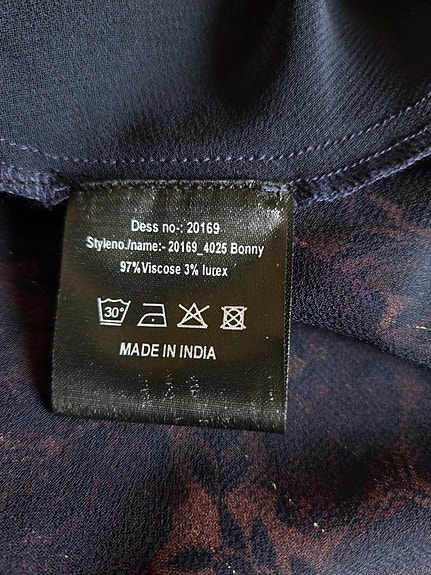 Dess no-: 20169
Styleno./name:- 20169_4025 Bonny
97%Viscose 3% lurex
30°
MADE IN INDIA